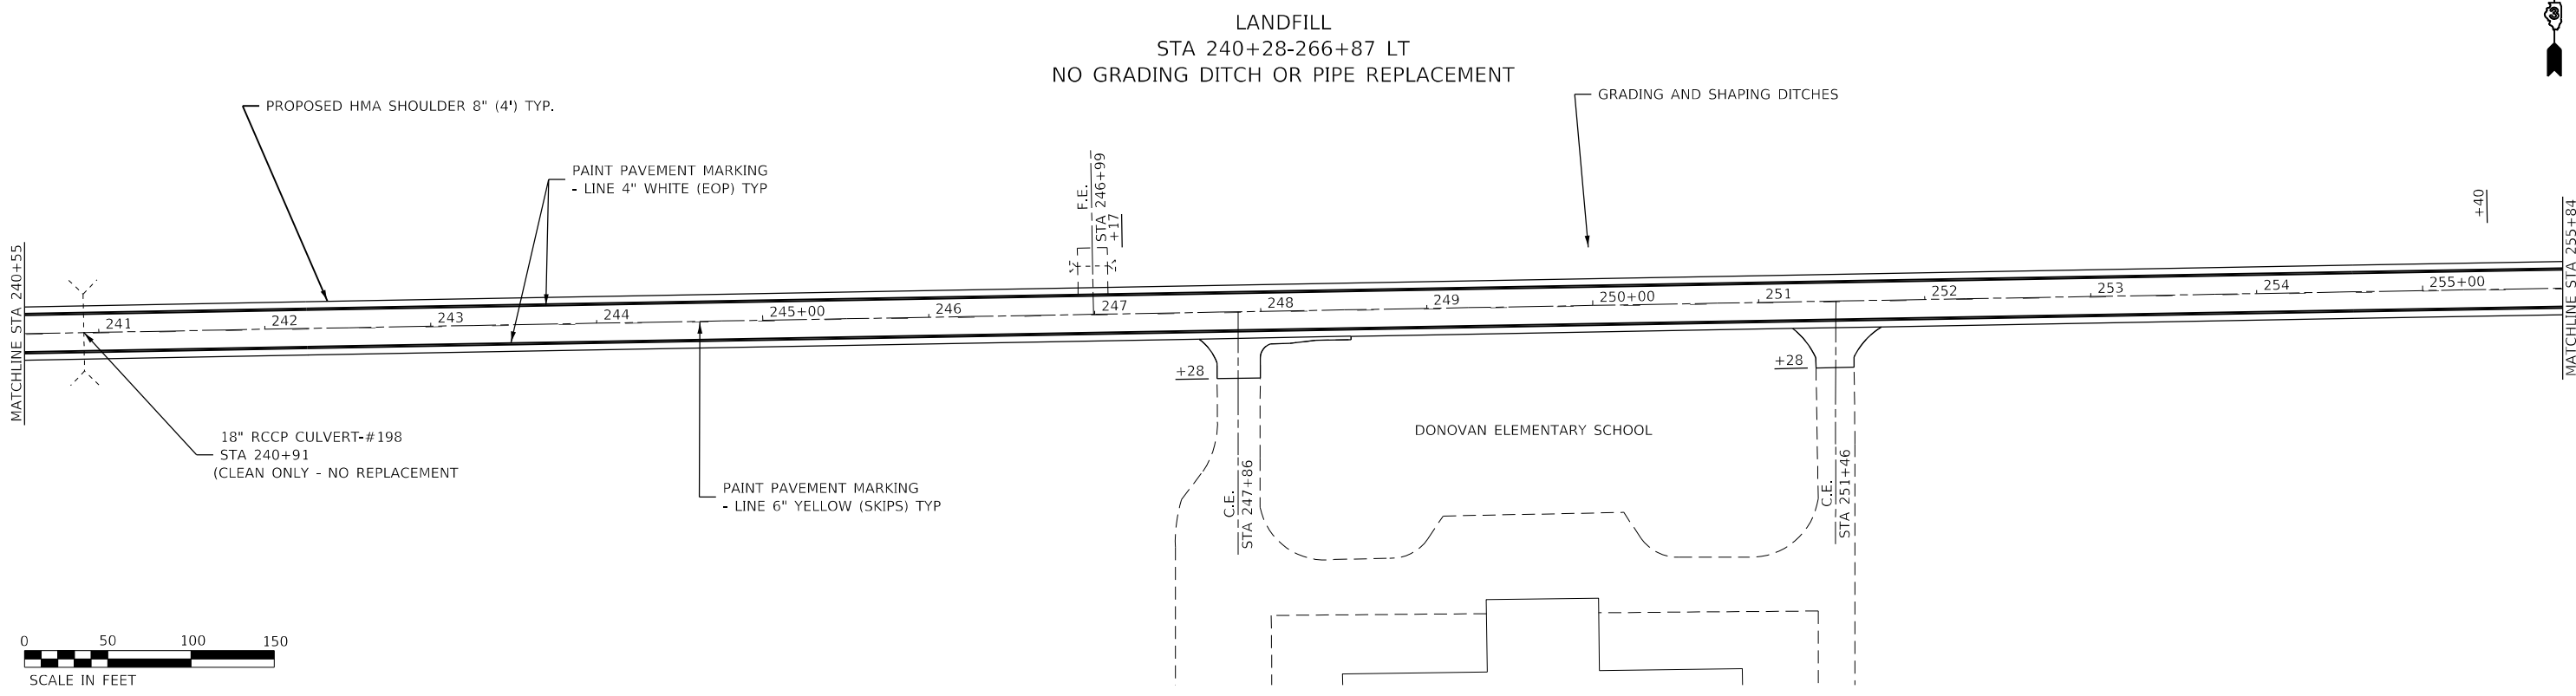 LANDFILL
STA 240+28-266+87 LT
NO GRADING DITCH OR PIPE REPLACEMENT
3
PROPOSED HMA SHOULDER 8" (4') TYP.
GRADING AND SHAPING DITCHES
PAINT PAVEMENT MARKING
- LINE 4" WHITE (EOP) TYP
F.E.
STA 246+99
+17
+40
MATCHLINE STA 240+55
MATCHLINE STA 255+84
241
242
243
244
245+00
246
247
248
249
250+00
251
252
253
254
255+00
+28
+28
18" RCCP CULVERT-#198
STA 240+91
(CLEAN ONLY - NO REPLACEMENT
DONOVAN ELEMENTARY SCHOOL
PAINT PAVEMENT MARKING
- LINE 6" YELLOW (SKIPS) TYP
C.E.
STA 247+86
C.E.
STA 251+46
0 50 100 150
SCALE IN FEET